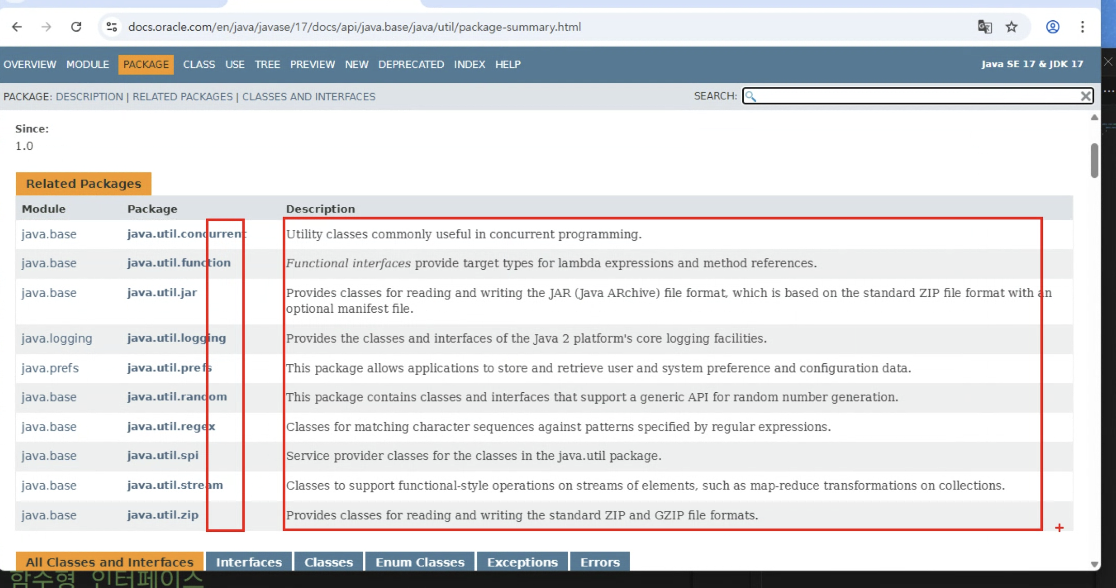 docs.oracle.com/en/java/javase/17/docs/api/java.base/java/util/package-summary.html
OVERVIEW MODULE PACKAGE CLASS USE TREE PREVIEW NEW DEPRECATED INDEX HELP Java SE 17 & JDK 17
PACKAGE: DESCRIPTION | RELATED PACKAGES | CLASSES AND INTERFACES SEARCH:
Since:
1.0
Related Packages
Module Package Description
java.base java.util.concurrent Utility classes commonly useful in concurrent programming.
java.base java.util.function Functional interfaces provide target types for lambda expressions and method references.
java.base java.util.jar Provides classes for reading and writing the JAR (Java ARchive) file format, which is based on the standard ZIP file format with an
optional manifest file.
java.logging java.util.logging Provides the classes and interfaces of the Java 2 platform's core logging facilities.
java.prefs java.util.prefs This package allows applications to store and retrieve user and system preference and configuration data.
java.base java.util.random This package contains classes and interfaces that support a generic API for random number generation.
java.base java.util.regex Classes for matching character sequences against patterns specified by regular expressions.
java.base java.util.spi Service provider classes for the classes in the java.util package.
java.base java.util.stream Classes to support functional-style operations on streams of elements, such as map-reduce transformations on collections.
java.base java.util.zip Provides classes for reading and writing the standard ZIP and GZIP file formats.
All Classes and Interfaces Interfaces Classes Enum Classes Exceptions Errors
함수형 인터페이스